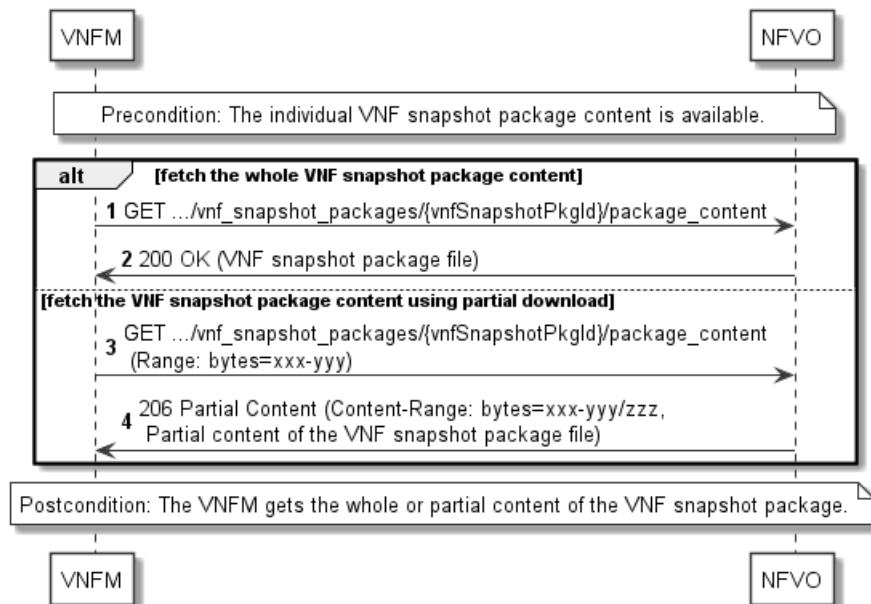 VNFM
NFVO
Precondition: The individual VNF snapshot package content is available.
alt
[fetch the whole VNF snapshot package content]
1 GET .../vnf_snapshot_packages/{vnfSnapshotPkgId}/package_content
2 200 OK (VNF snapshot package file)
[fetch the VNF snapshot package content using partial download]
3 GET .../vnf_snapshot_packages/{vnfSnapshotPkgId}/package_content
(Range: bytes=xxx-yyy)
4 206 Partial Content (Content-Range: bytes=xxx-yyy/zzz,
Partial content of the VNF snapshot package file)
Postcondition: The VNFM gets the whole or partial content of the VNF snapshot package.
VNFM
NFVO